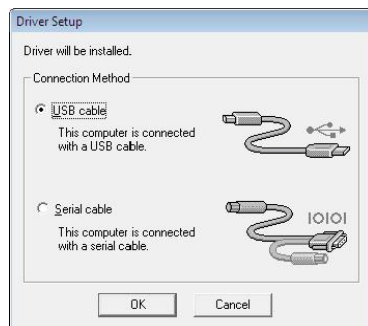 Driver Setup
Driver will be installed.
Connection Method
USB cable
This computer is connected
with a USB cable.
Serial cable
IOIOI
This computer is connected
with a serial cable.
OK
Cancel